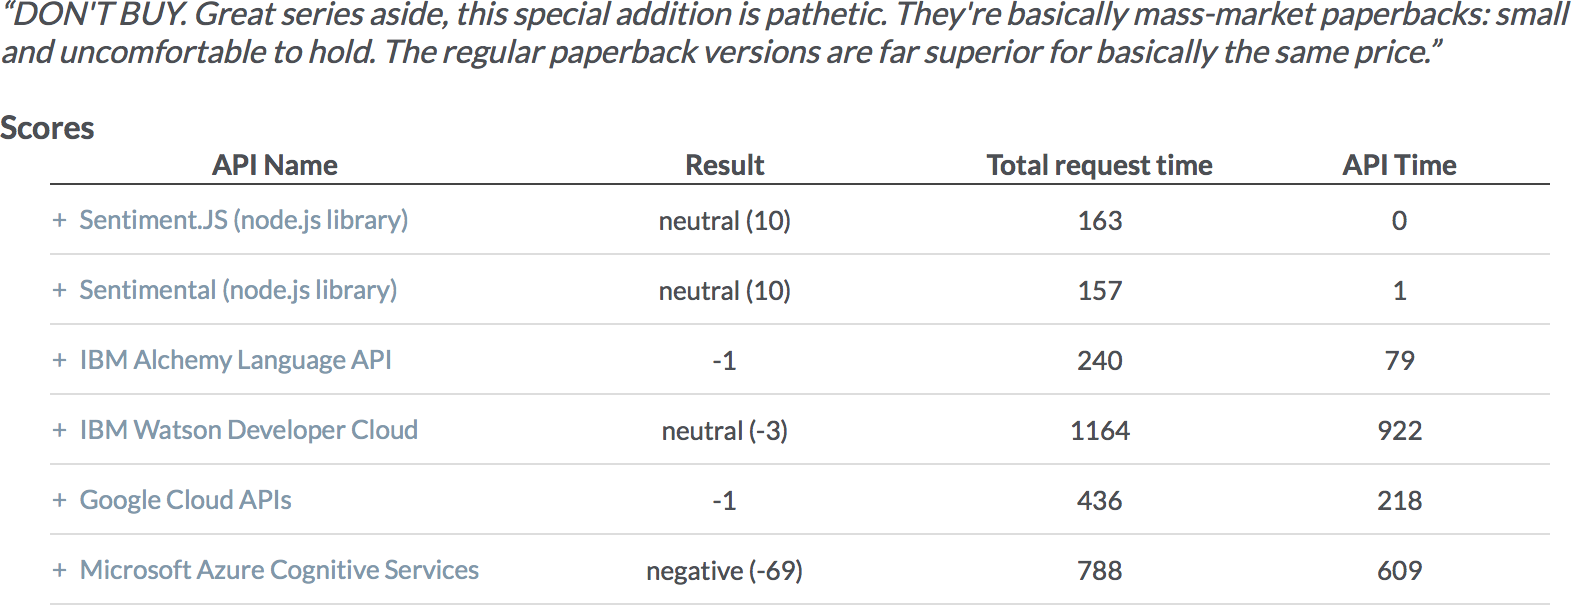 “DON'T BUY. Great series aside, this special addition is pathetic. They're basically mass-market paperbacks: small
and uncomfortable to hold. The regular paperback versions are far superior for basically the same price.”
Scores
API Name Result Total request time API Time
+ Sentiment.JS (node.js library) neutral (10) 163 0
+ Sentimental (node.js library) neutral (10) 157 1
+ IBM Alchemy Language API -1 240 79
+ IBM Watson Developer Cloud neutral (-3) 1164 922
+ Google Cloud APIs -1 436 218
+ Microsoft Azure Cognitive Services negative (-69) 788 609